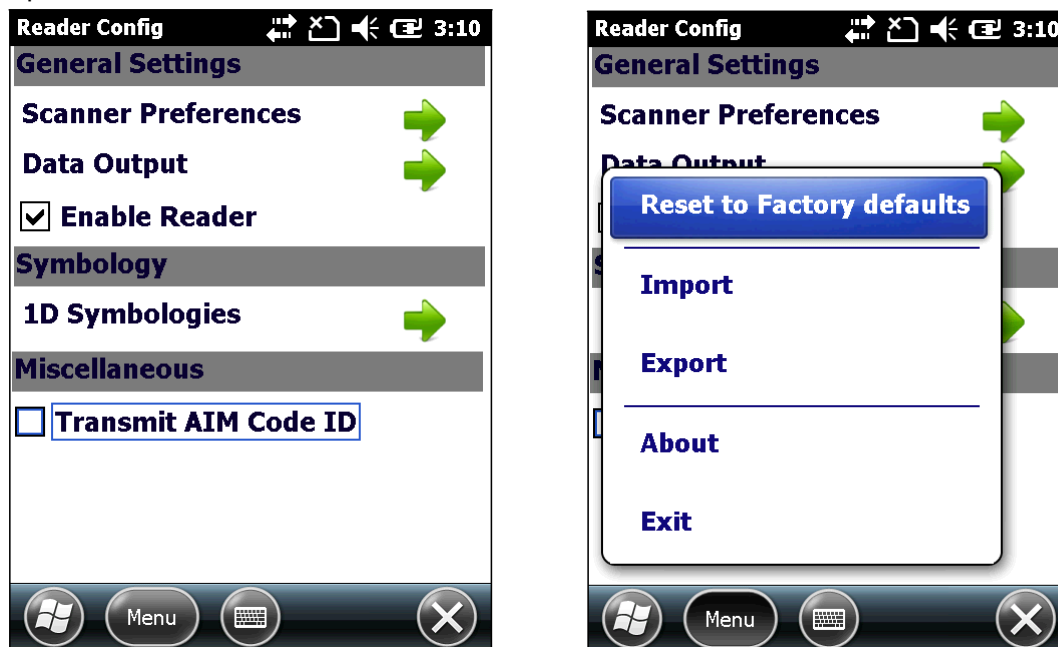 Reader Config 3:10
General Settings
Scanner Preferences
Data Output
Enable Reader
Symbology
1D Symbologies
Miscellaneous
Transmit AIM Code ID
Menu
Reader Config 3:10
General Settings
Scanner Preferences
Data Output
Reset to Factory defaults
Import
Export
About
Exit
Menu